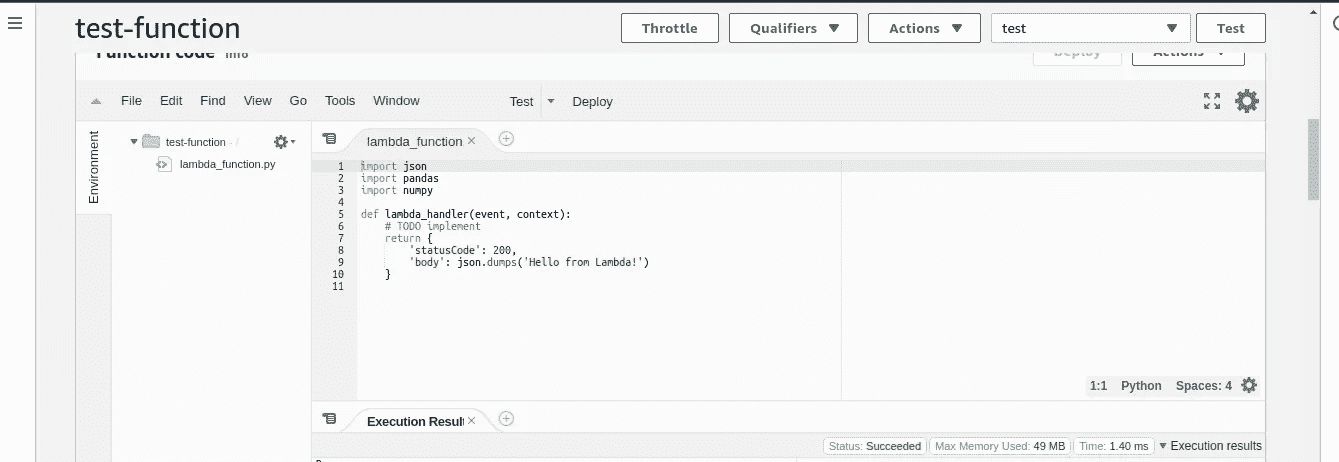 test-function
Throttle
Qualifiers
Actions
test
Test
Function code Info
Deploy
Actions
File Edit Find View Go Tools Window Test Deploy
Environment
test-function - /
lambda_function.py
lambda_function
1 import json
2 import pandas
3 import numpy
4
5 def lambda_handler(event, context):
6     # TODO implement
7     return {
8         'statusCode': 200,
9         'body': json.dumps('Hello from Lambda!')
10     }
11
1:1 Python Spaces: 4
Execution Result
Status: Succeeded Max Memory Used: 49 MB Time: 1.40 ms Execution results